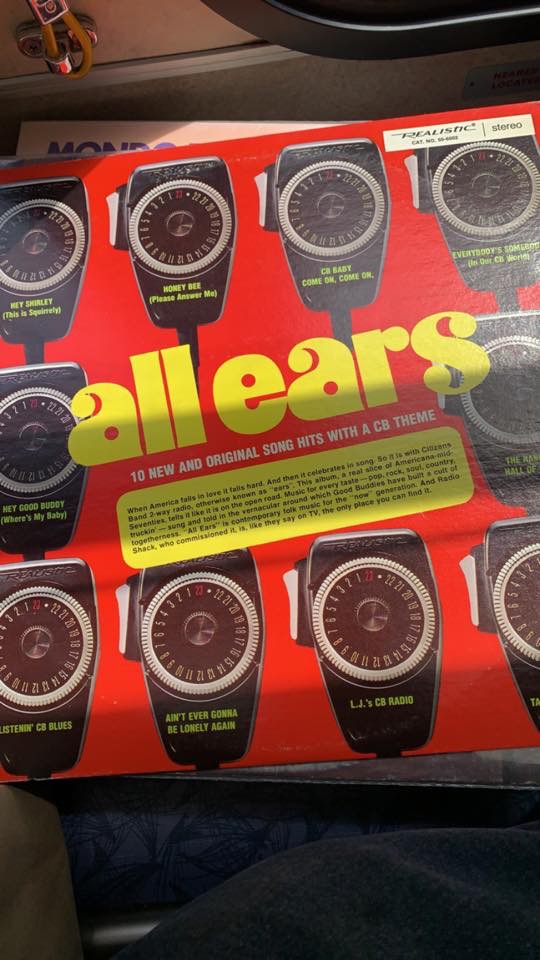 NEAREST
LOCATE
MONDO
REALISTIC® stereo
CAT. NO. 50-6002
HEY SHIRLEY
(This is Squirrely)
HONEY BEE
(Please Answer Me)
CB BABY
COME ON, COME ON,
EVERYBODY'S SOMEBODY
(In Our CB World)
all ears
10 NEW AND ORIGINAL SONG HITS WITH A CB THEME
When America falls in love it falls hard. And then it celebrates in song. So it is with Citizens
Band 2-way radio, otherwise known as "ears". This album, a real slice of Americana-mid-
Seventies, tells it like it is on the open road. Music for every taste — pop, rock, soul, country,
truckin' — sung and told in the vernacular around which Good Buddies have built a cult of
togetherness. "All Ears" is contemporary folk music for the "now" generation. And Radio
Shack, who commissioned it, is, like they say on TV, the only place you can find it.
HEY GOOD BUDDY
(Where's My Baby)
THE
HALL OF
LISTENIN' CB BLUES
AIN'T EVER GONNA
BE LONELY AGAIN
L.J.'s CB RADIO
TA